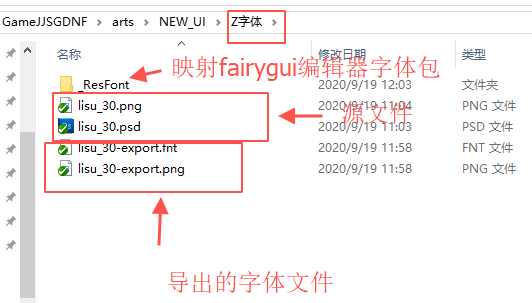 GameJJSGDNF > arts > NEW_UI > Z字体 >
名称 修改日期 类型
_ResFont 映射fairygui编辑器字体包 2020/9/19 12:03 文件夹
lisu_30.png 源文件 2020/9/19 11:04 PNG 文件
lisu_30.psd 2020/9/19 11:03 PSD 文件
lisu_30-export.fnt 2020/9/19 11:58 FNT 文件
lisu_30-export.png 2020/9/19 11:58 PNG 文件
导出的字体文件